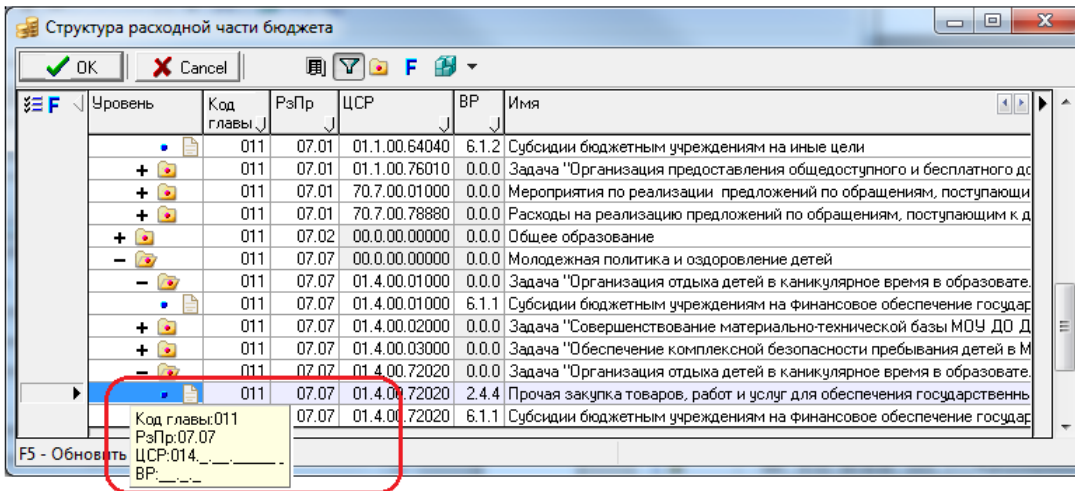 Структура расходной части бюджета
OK Cancel F
F Уровень Код главы РзПр ЦСР ВР Имя
011 07.01 01.1.00.64040 6.1.2 Субсидии бюджетным учреждениям на иные цели
011 07.01 01.1.00.76010 0.0.0 Задача "Организация предоставления общедоступного и бесплатного до
011 07.01 70.7.00.01000 0.0.0 Мероприятия по реализации предложений по обращениям, поступающи
011 07.01 70.7.00.78880 0.0.0 Расходы на реализацию предложений по обращениям, поступающим к д
011 07.02 00.0.00.00000 0.0.0 Общее образование
011 07.07 00.0.00.00000 0.0.0 Молодежная политика и оздоровление детей
011 07.07 01.4.00.01000 0.0.0 Задача "Организация отдыха детей в каникулярное время в образовате.
011 07.07 01.4.00.01000 6.1.1 Субсидии бюджетным учреждениям на финансовое обеспечение государ
011 07.07 01.4.00.02000 0.0.0 Задача "Совершенствование материально-технической базы МОУ ДО Д
011 07.07 01.4.00.03000 0.0.0 Задача "Обеспечение комплексной безопасности пребывания детей в М
011 07.07 01.4.00.72020 0.0.0 Задача "Организация отдыха детей в каникулярное время в образовате.
011 07.07 01.4.00.72020 2.4.4 Прочая закупка товаров, работ и услуг для обеспечения государственнь
07.07 01.4.00.72020 6.1.1 Субсидии бюджетным учреждениям на финансовое обеспечение государ
Код главы:011
РзПр:07.07
ЦСР:014._.__._____ _
ВР:__._._
F5 - Обновить